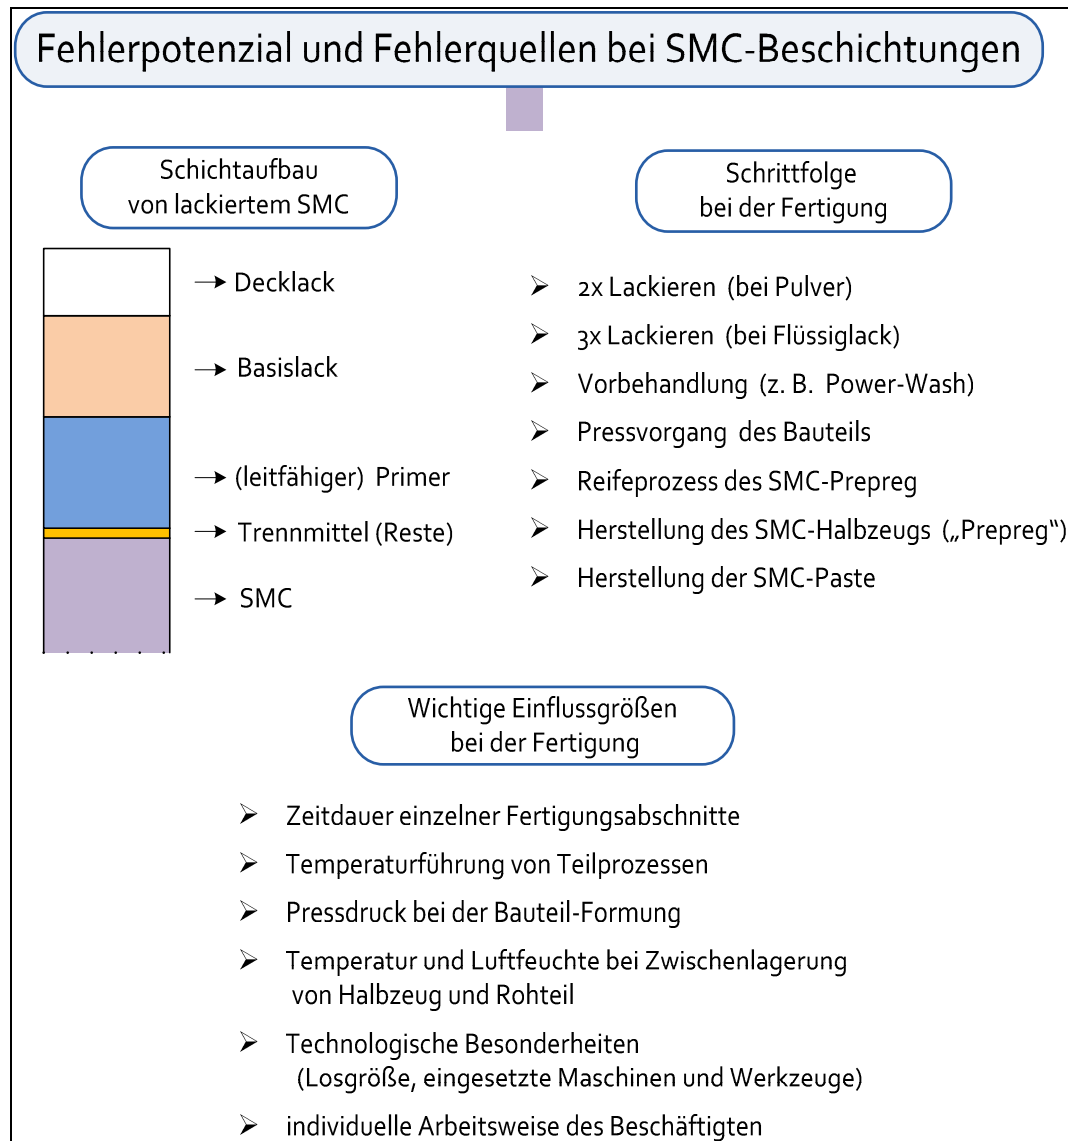 Fehlerpotenzial und Fehlerquellen bei SMC-Beschichtungen
Schichtaufbau
von lackiertem SMC
Decklack
Basislack
(leitfähiger) Primer
Trennmittel (Reste)
SMC
Schrittfolge
bei der Fertigung
2x Lackieren (bei Pulver)
3x Lackieren (bei Flüssiglack)
Vorbehandlung (z. B. Power-Wash)
Pressvorgang des Bauteils
Reifeprozess des SMC-Prepreg
Herstellung des SMC-Halbzeugs („Prepreg“)
Herstellung der SMC-Paste
Wichtige Einflussgrößen
bei der Fertigung
Zeitdauer einzelner Fertigungsabschnitte
Temperaturführung von Teilprozessen
Pressdruck bei der Bauteil-Formung
Temperatur und Luftfeuchte bei Zwischenlagerung
von Halbzeug und Rohteil
Technologische Besonderheiten
(Losgröße, eingesetzte Maschinen und Werkzeuge)
individuelle Arbeitsweise des Beschäftigten